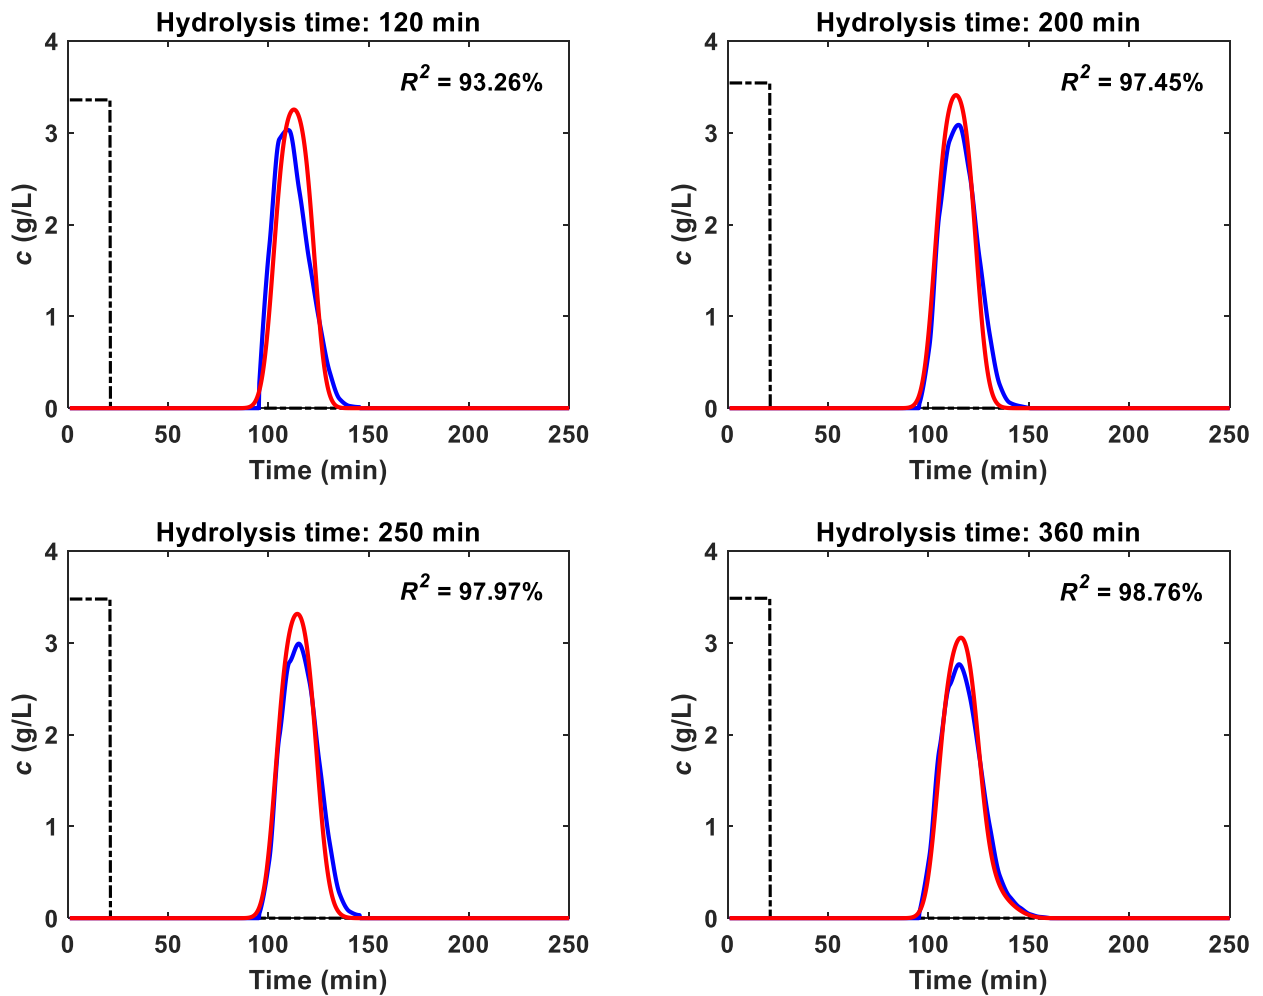 Hydrolysis time: 120 min
R² = 93.26%
4
3
2
1
0
c (g/L)
0 50 100 150 200 250
Time (min)
Hydrolysis time: 200 min
R² = 97.45%
4
3
2
1
0
c (g/L)
0 50 100 150 200 250
Time (min)
Hydrolysis time: 250 min
R² = 97.97%
4
3
2
1
0
c (g/L)
0 50 100 150 200 250
Time (min)
Hydrolysis time: 360 min
R² = 98.76%
4
3
2
1
0
c (g/L)
0 50 100 150 200 250
Time (min)